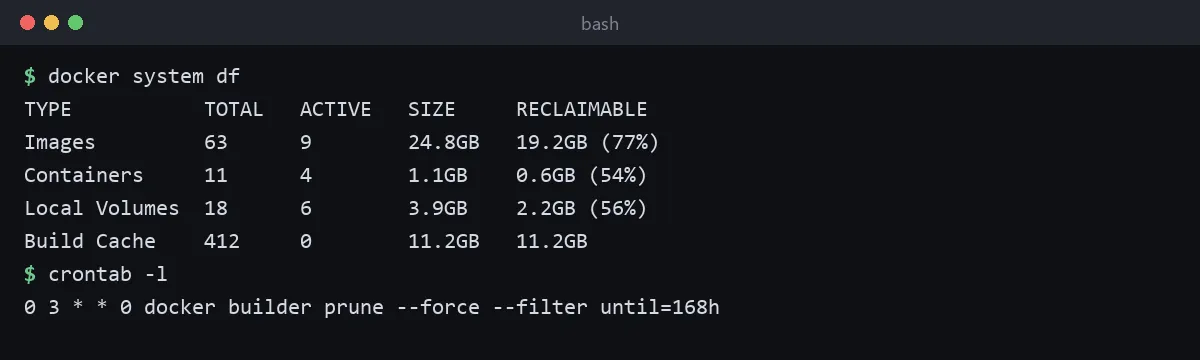 bash
$ docker system df
TYPE TOTAL ACTIVE SIZE RECLAIMABLE
Images 63 9 24.8GB 19.2GB (77%)
Containers 11 4 1.1GB 0.6GB (54%)
Local Volumes 18 6 3.9GB 2.2GB (56%)
Build Cache 412 0 11.2GB 11.2GB
$ crontab -l
0 3 * * 0 docker builder prune --force --filter until=168h